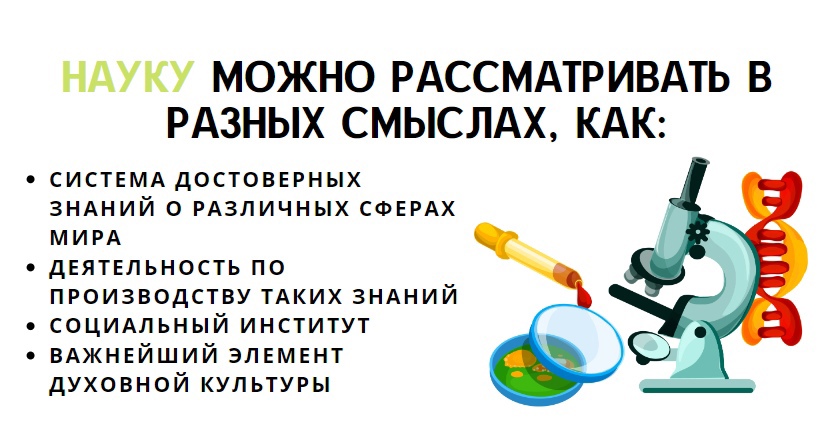 НАУКУ МОЖНО РАССМАТРИВАТЬ В
РАЗНЫХ СМЫСЛАХ, КАК:
• СИСТЕМА ДОСТОВЕРНЫХ
ЗНАНИЙ О РАЗЛИЧНЫХ СФЕРАХ
МИРА
• ДЕЯТЕЛЬНОСТЬ ПО
ПРОИЗВОДСТВУ ТАКИХ ЗНАНИЙ
• СОЦИАЛЬНЫЙ ИНСТИТУТ
• ВАЖНЕЙШИЙ ЭЛЕМЕНТ
ДУХОВНОЙ КУЛЬТУРЫ